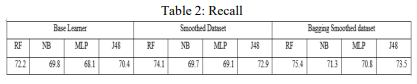 Table 2: Recall
Base Learner Smoothed Dataset Bagging Smoothed dataset
RF NB MLP J48 RF NB MLP J48 RF NB MLP J48
72.2 69.8 68.1 70.4 74.1 69.7 69.1 72.9 75.4 71.3 70.8 73.5